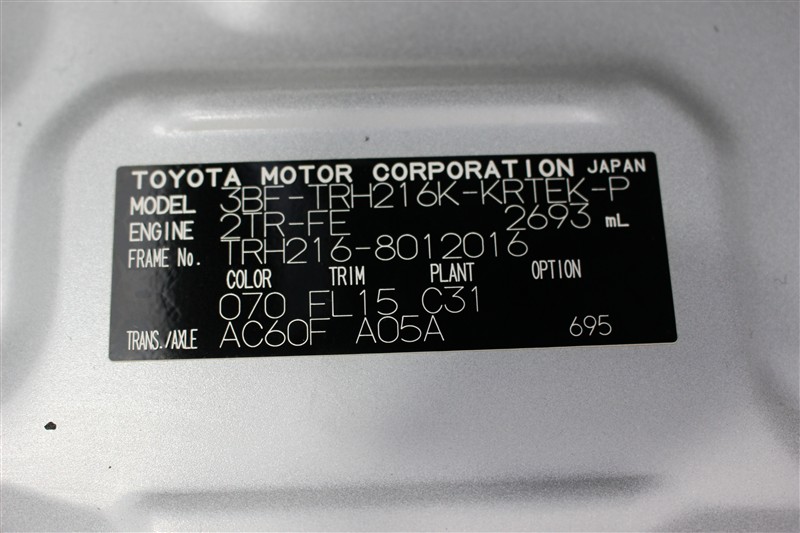 TOYOTA MOTOR CORPORATION JAPAN
MODEL 3BF-TRH216K-KRTEK-P
ENGINE 2TR-FE 2693 mL
FRAME No. TRH216-8012016
COLOR TRIM PLANT OPTION
070 FL15 C31
TRANS./AXLE AC60F A05A 695